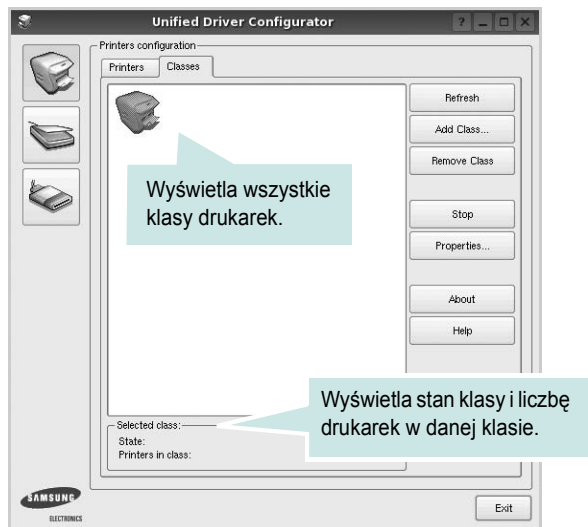 Unified Driver Configurator
Printers configuration
Printers
Classes
Refresh
Add Class...
Remove Class
Wyświetla wszystkie
klasy drukarek.
Stop
Properties...
About
Help
Wyświetla stan klasy i liczbę
drukarek w danej klasie.
Selected class:
State:
Printers in class:
SAMSUNG
ELECTRONICS
Exit